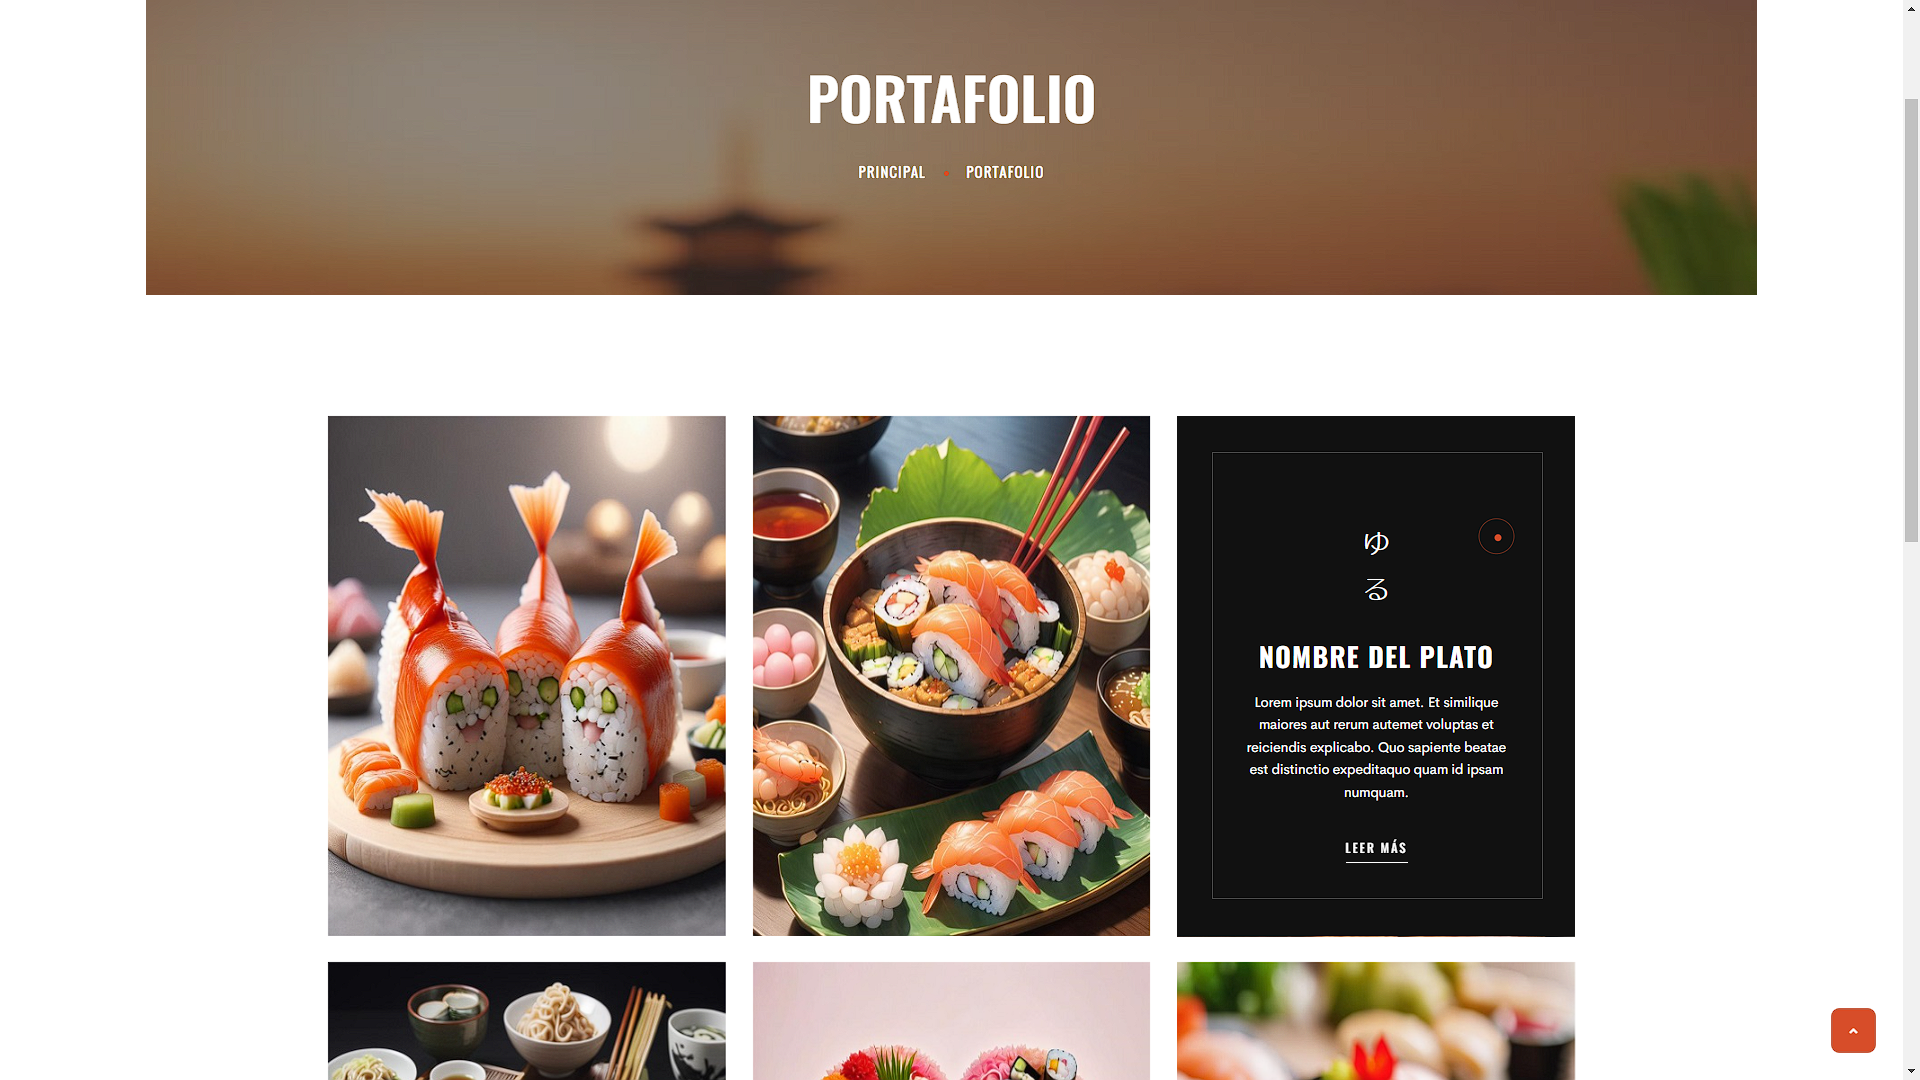 PORTAFOLIO
PRINCIPAL PORTAFOLIO
ゆ
る
NOMBRE DEL PLATO
Lorem ipsum dolor sit amet. Et similique
maiores aut rerum autemet voluptas et
reiciendis explicabo. Quo sapiente beatae
est distinctio expeditaquo quam id ipsam
numquam.
LEER MÁS